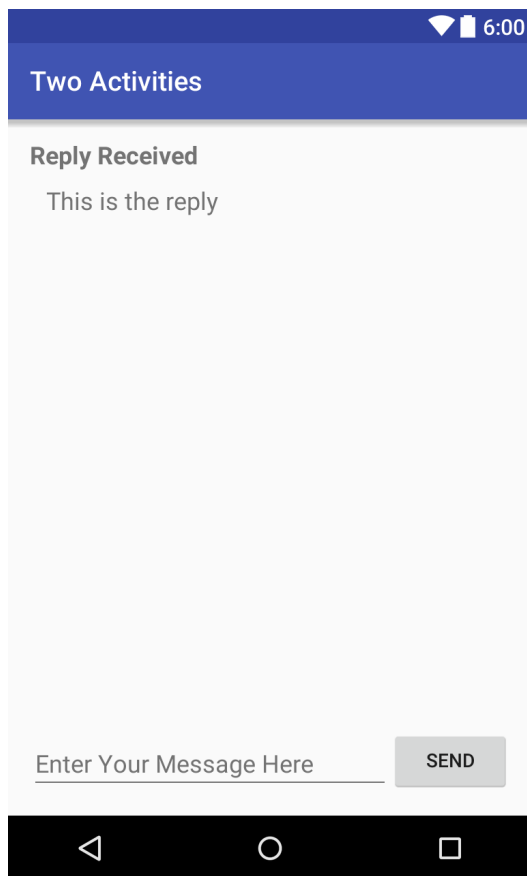 6:00
Two Activities
Reply Received
This is the reply
Enter Your Message Here
SEND